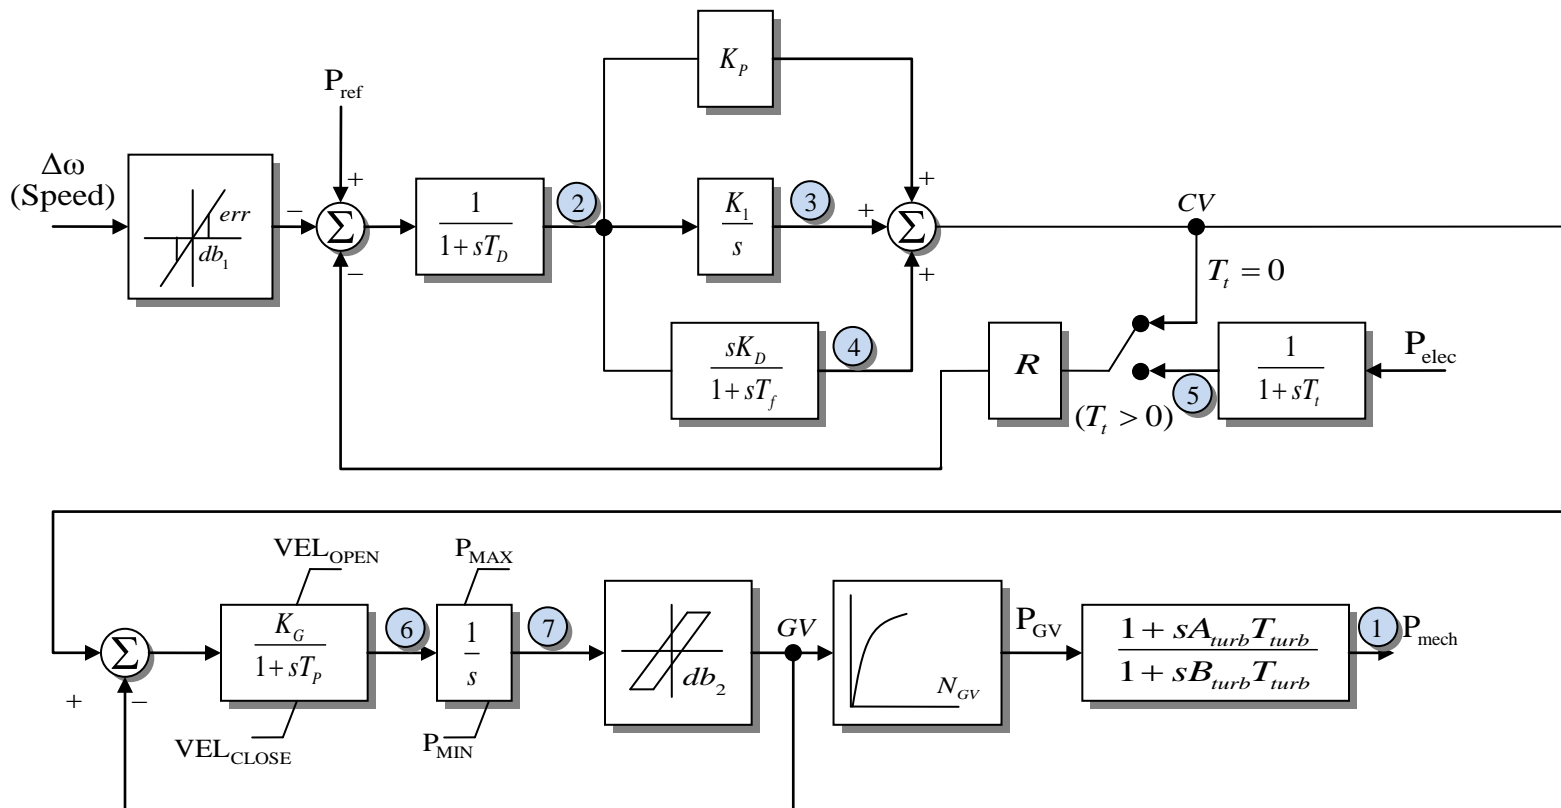 K_P
P_ref
Δω
(Speed)
err
db_1
−
+
Σ
−
1
1 + sT_D
2
K_1
s
3
+
+
Σ
+
CV
T_t = 0
sK_D
1 + sT_f
4
R
(T_t > 0)
5
1
1 + sT_t
P_elec
VEL_OPEN
P_MAX
Σ
+
−
K_G
1 + sT_P
6
1
s
7
db_2
GV
N_GV
P_GV
1 + sA_turb T_turb
1 + sB_turb T_turb
1
P_mech
VEL_CLOSE
P_MIN